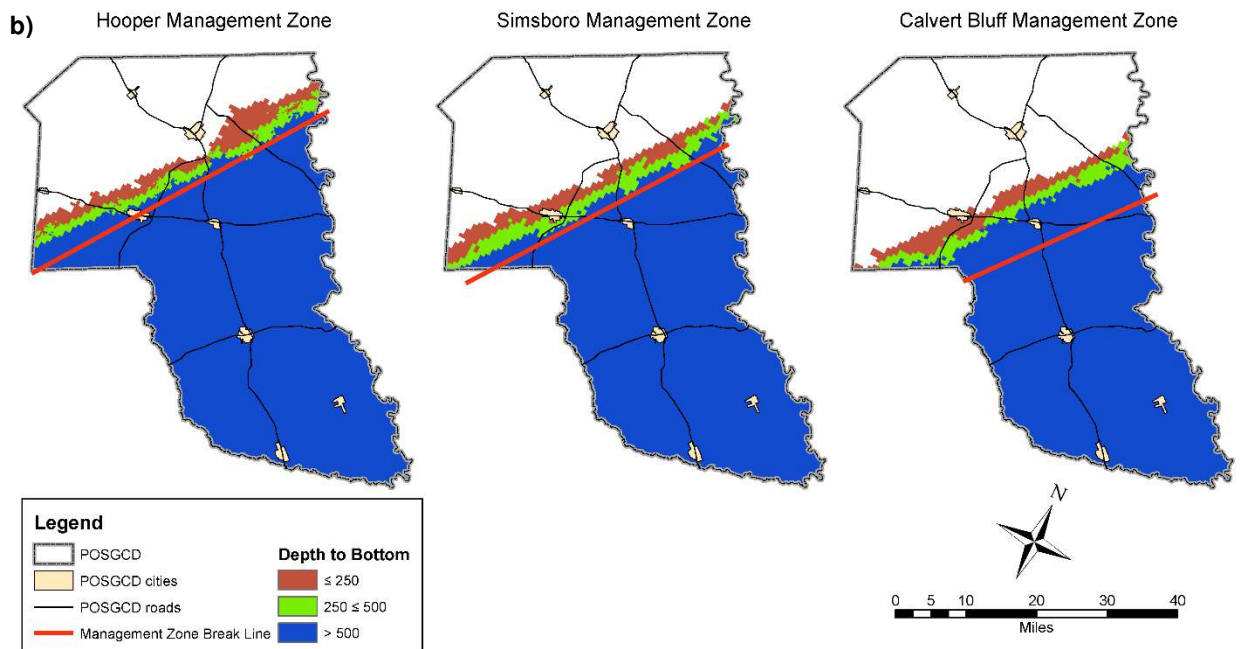 b)
Hooper Management Zone
Simsboro Management Zone
Calvert Bluff Management Zone
Legend
POSGCD
POSGCD cities
POSGCD roads
Management Zone Break Line
Depth to Bottom
≤ 250
250 ≤ 500
> 500
N
0 5 10 20 30 40
Miles